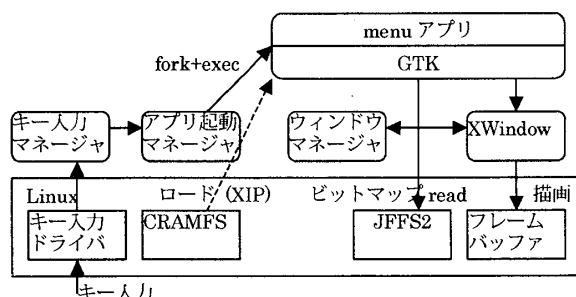 menu アプリ
fork+exec
GTK
キー入力
マネージャ
アプリ起動
マネージャ
ウィンドウ
マネージャ
XWindow
Linux
ロード (XIP)
ビットマップ read
描画
キー入力
ドライバ
CRAMFS
JFFS2
フレーム
バッファ
キー入力